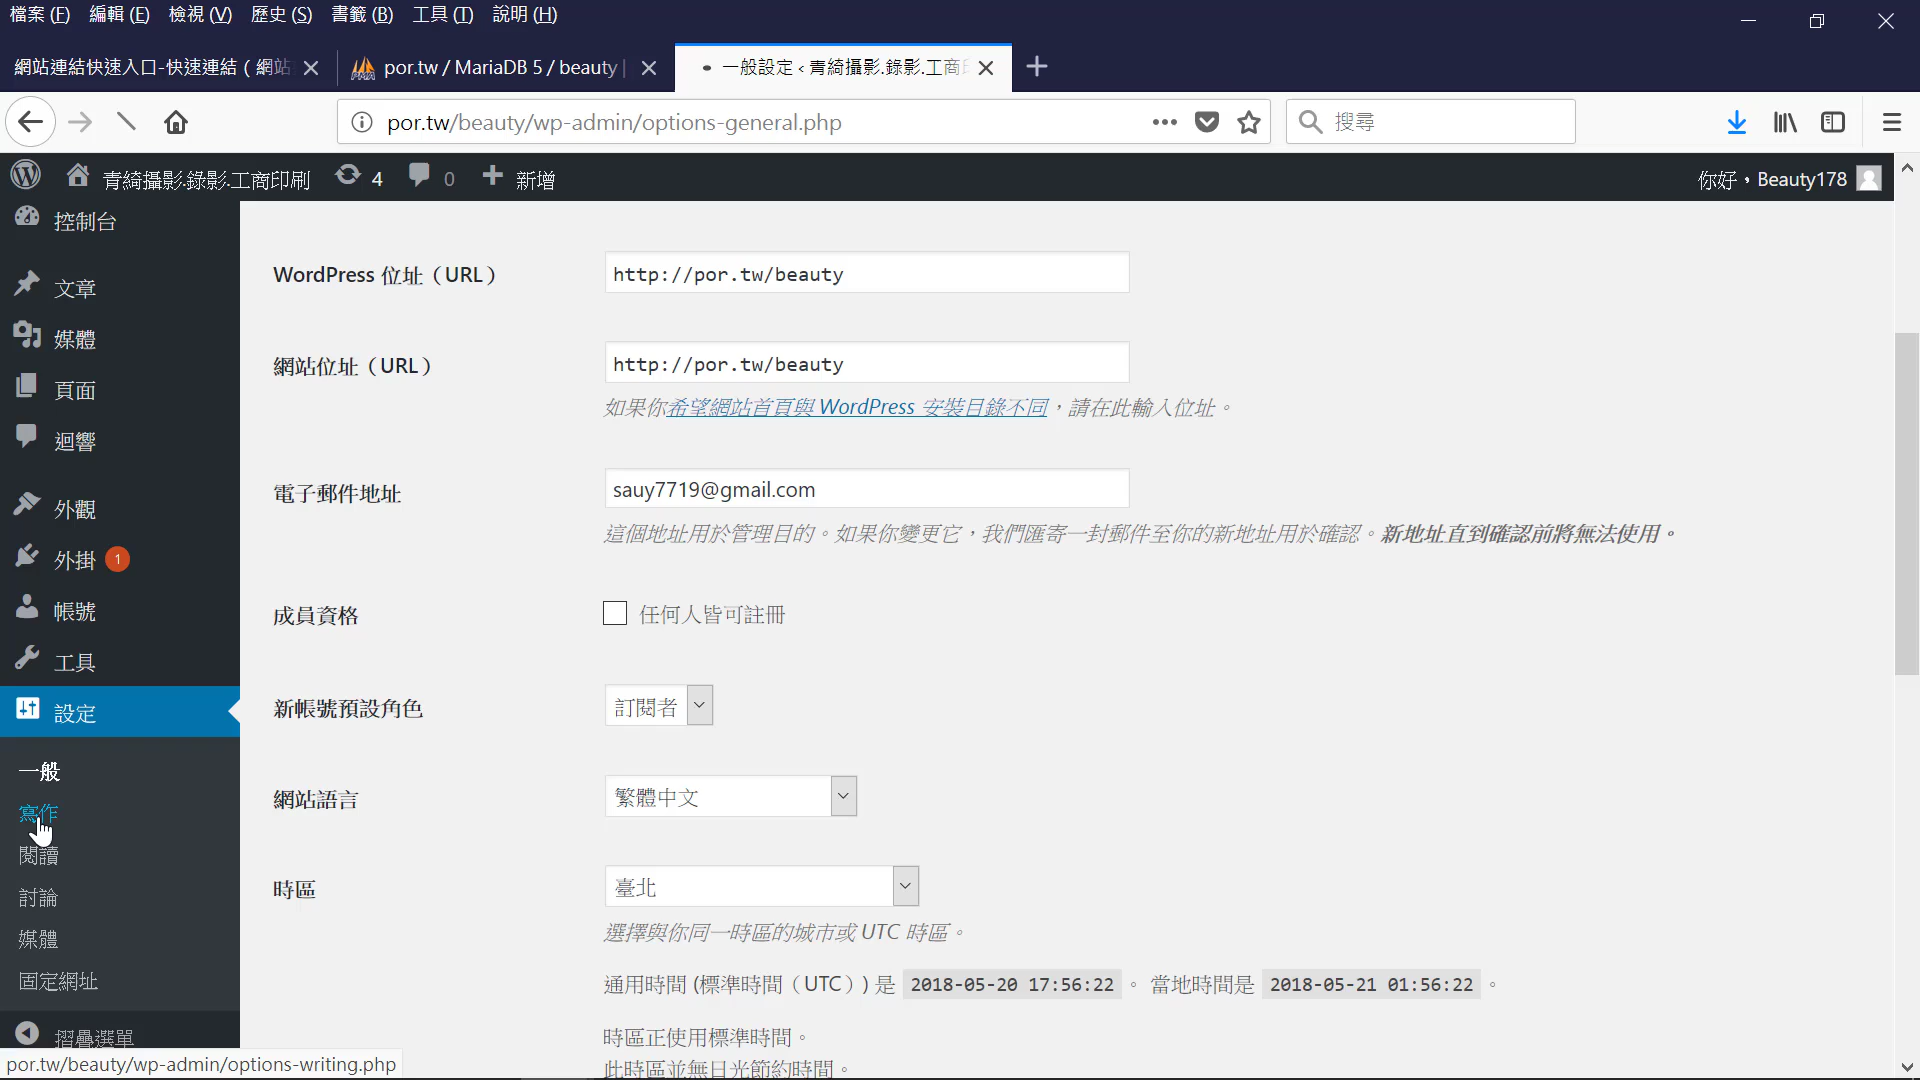 檔案 (F) 編輯 (E) 檢視 (V) 歷史 (S) 書籤 (B) 工具 (T) 說明 (H)
網站連結快速入口-快速連結 ( 網站
por.tw / MariaDB 5 / beauty |
一般設定 ‹ 青綺攝影.錄影.工商印
por.tw/beauty/wp-admin/options-general.php
搜尋
青綺攝影.錄影.工商印刷 4 0 新增
你好,Beauty178
控制台
文章
媒體
頁面
迴響
外觀
外掛 1
帳號
工具
設定
一般
寫作
閱讀
討論
媒體
固定網址
摺疊選單
por.tw/beauty/wp-admin/options-writing.php
WordPress 位址(URL) http://por.tw/beauty
網站位址(URL) http://por.tw/beauty
如果你希望網站首頁與 WordPress 安裝目錄不同,請在此輸入位址。
電子郵件地址 sauy7719@gmail.com
這個地址用於管理目的。如果你變更它,我們匯寄一封郵件至你的新地址用於確認。新地址直到確認前將無法使用。
成員資格 任何人皆可註冊
新帳號預設角色 訂閱者
網站語言 繁體中文
時區 臺北
選擇與你同一時區的城市或 UTC 時區。
通用時間 (標準時間(UTC)) 是 2018-05-20 17:56:22 。 當地時間是 2018-05-21 01:56:22 。
時區正使用標準時間。
此時區並無日光節約時間。